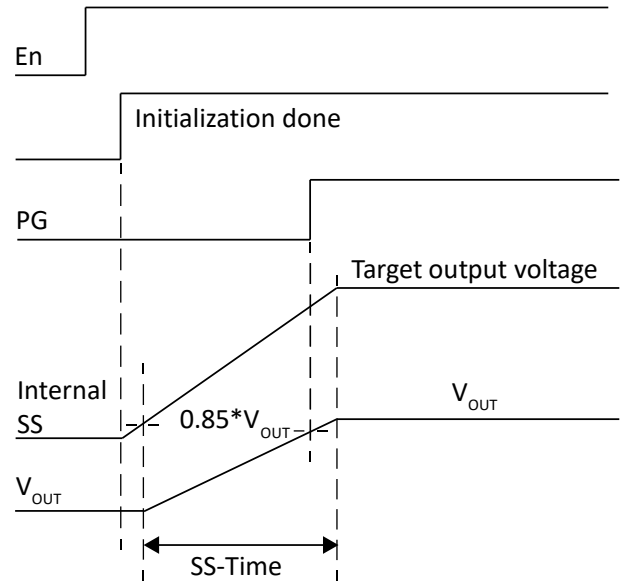 En
Initialization done
PG
Target output voltage
Internal
SS
0.85*VOUT
VOUT
VOUT
SS-Time